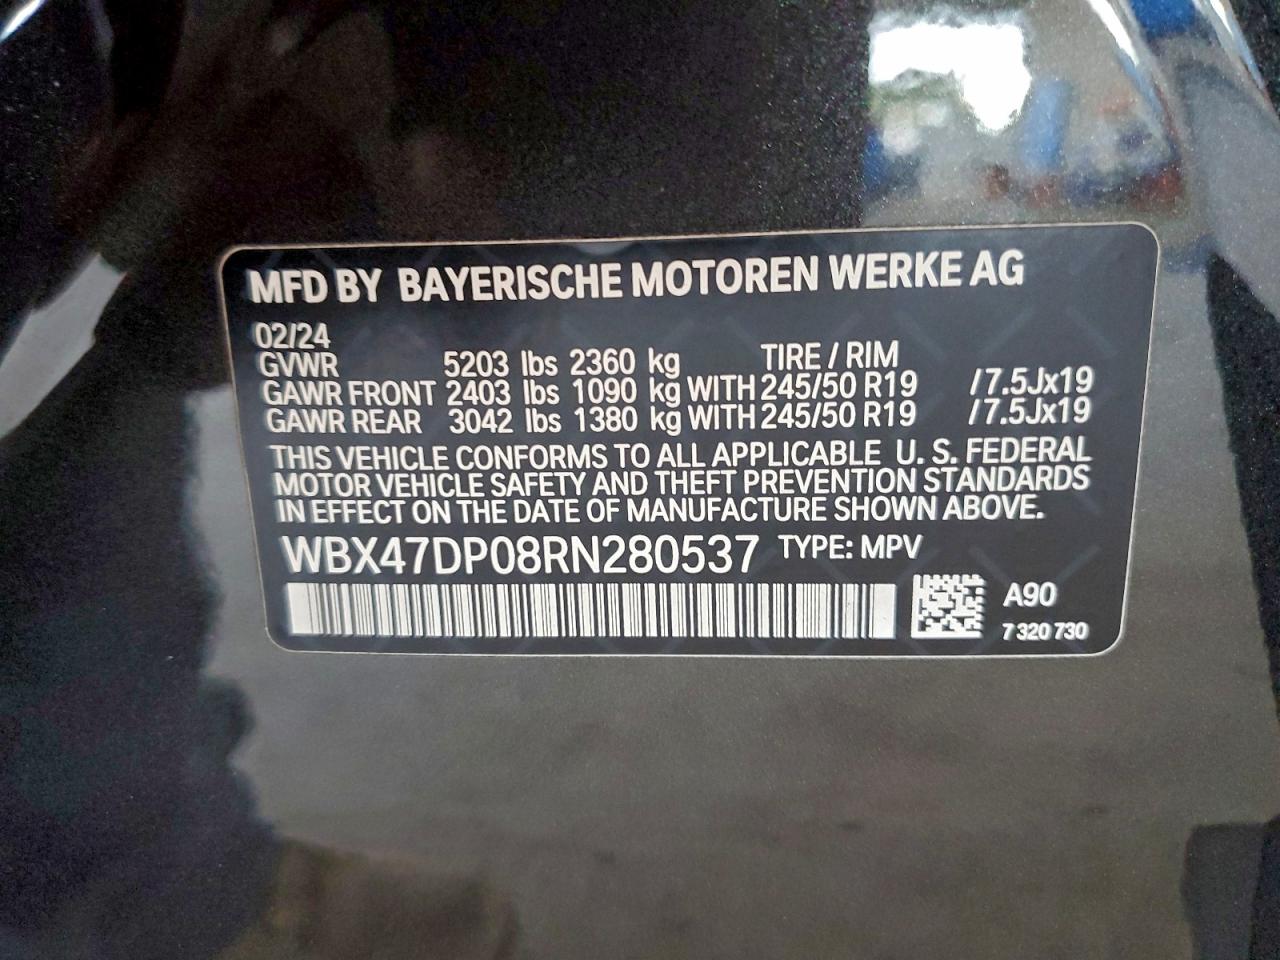 MFD BY BAYERISCHE MOTOREN WERKE AG
02/24
GVWR 5203 lbs 2360 kg TIRE / RIM
GAWR FRONT 2403 lbs 1090 kg WITH 245/50 R19 /7.5Jx19
GAWR REAR 3042 lbs 1380 kg WITH 245/50 R19 /7.5Jx19
THIS VEHICLE CONFORMS TO ALL APPLICABLE U. S. FEDERAL
MOTOR VEHICLE SAFETY AND THEFT PREVENTION STANDARDS
IN EFFECT ON THE DATE OF MANUFACTURE SHOWN ABOVE.
WBX47DP08RN280537 TYPE: MPV
A90
7 320 730